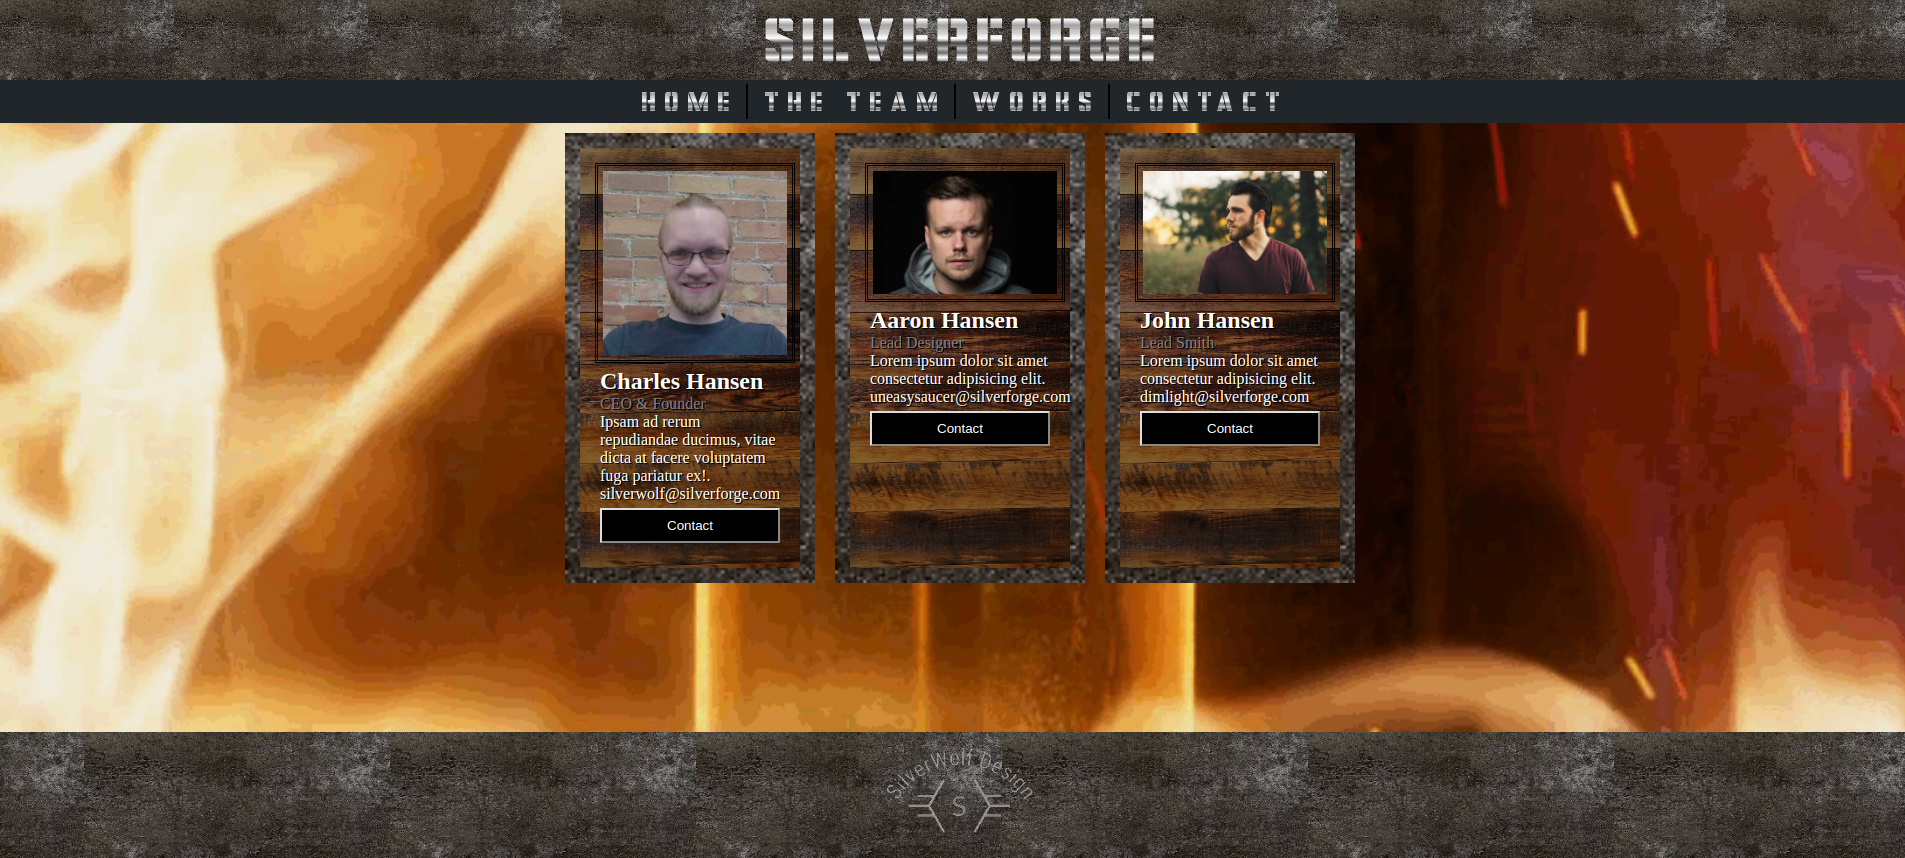 SILVERFORGE
HOME THE TEAM WORKS CONTACT
Charles Hansen
CEO & Founder
Ipsam ad rerum
repudiandae ducimus, vitae
dicta at facere voluptatem
fuga pariatur ex!.
silverwolf@silverforge.com
Contact
Aaron Hansen
Lead Designer
Lorem ipsum dolor sit amet
consectetur adipisicing elit.
uneasysaucer@silverforge.com
Contact
John Hansen
Lead Smith
Lorem ipsum dolor sit amet
consectetur adipisicing elit.
dimlight@silverforge.com
Contact
SilverWolf Design
S